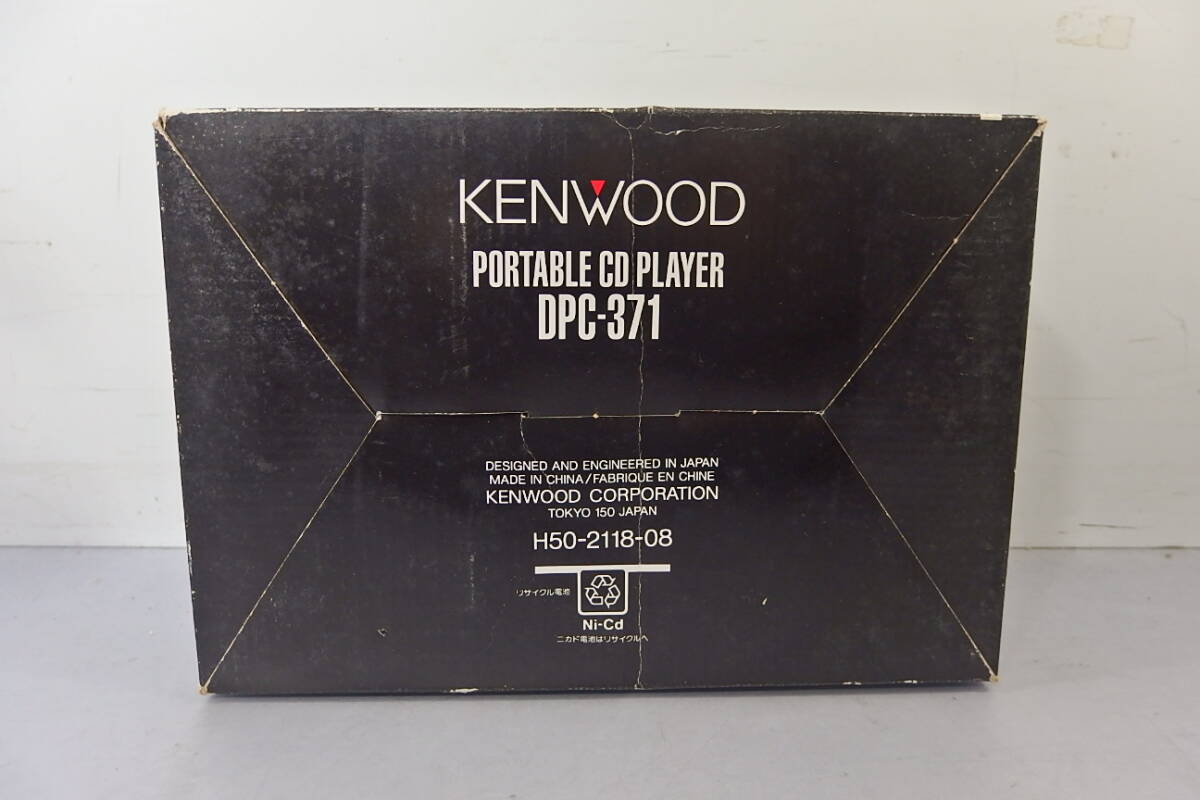 KENWOOD
PORTABLE CD PLAYER
DPC-371
DESIGNED AND ENGINEERED IN JAPAN
MADE IN CHINA/FABRIQUE EN CHINE
KENWOOD CORPORATION
TOKYO 150 JAPAN
H50-2118-08
リサイクル電池
Ni-Cd
ニカド電池はリサイクルへ